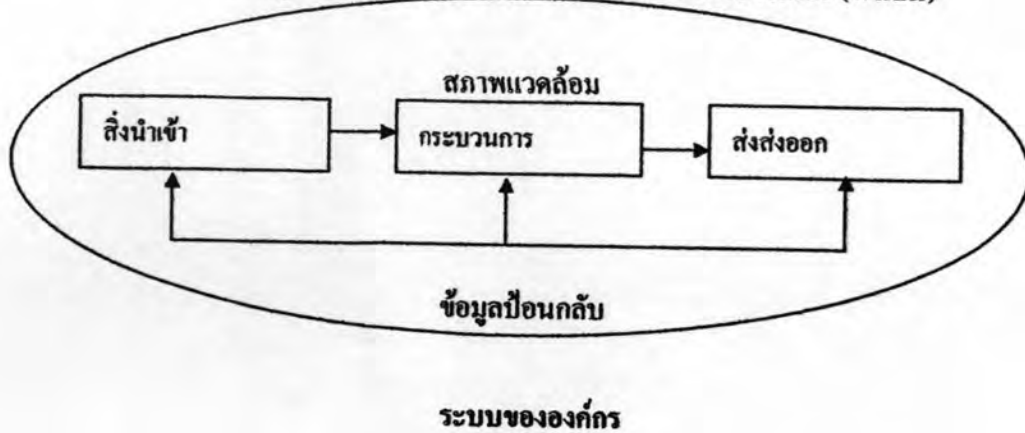 สภาพแวดล้อม
สิ่งนำเข้า
กระบวนการ
ส่งส่งออก
ข้อมูลป้อนกลับ
ระบบขององค์กร